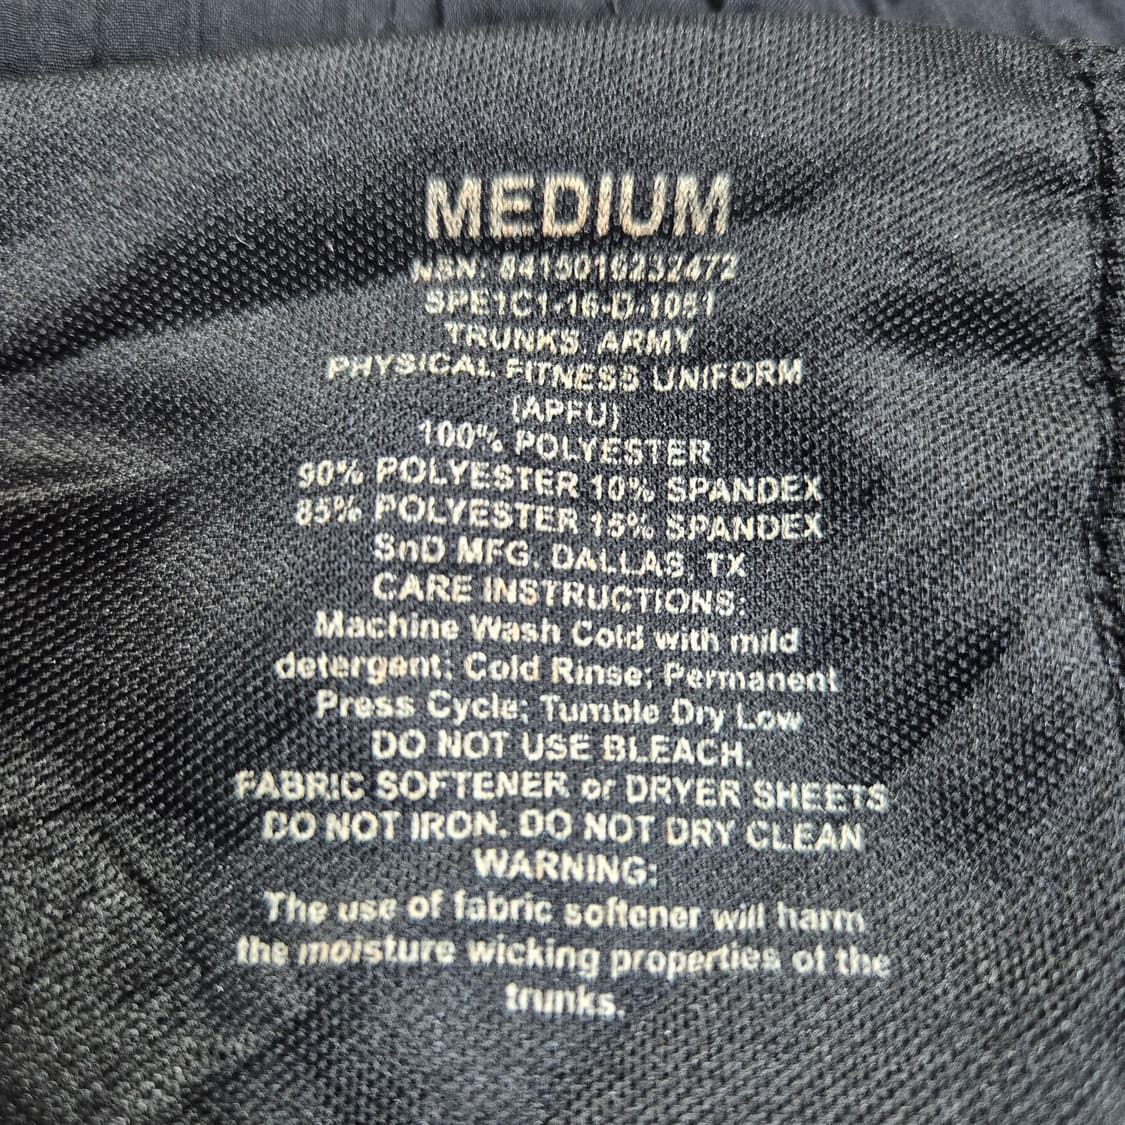 MEDIUM
NSN: 8415016232472
SPE1C1-16-D-1051
TRUNKS, ARMY
PHYSICAL FITNESS UNIFORM
(APFU)
100% POLYESTER
90% POLYESTER 10% SPANDEX
85% POLYESTER 15% SPANDEX
SnD MFG. DALLAS, TX
CARE INSTRUCTIONS:
Machine Wash Cold with mild
detergent; Cold Rinse; Permanent
Press Cycle; Tumble Dry Low
DO NOT USE BLEACH,
FABRIC SOFTENER or DRYER SHEETS
DO NOT IRON. DO NOT DRY CLEAN
WARNING:
The use of fabric softener will harm
the moisture wicking properties of the
trunks.